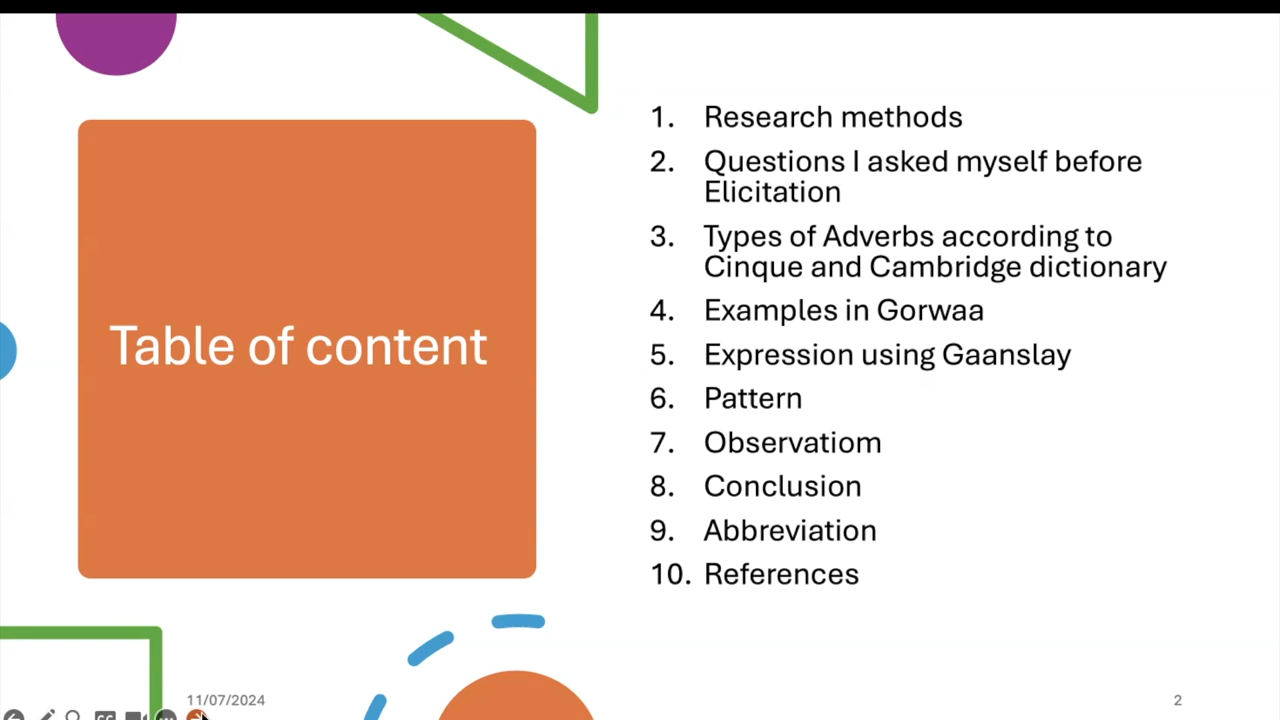 Table of content
1. Research methods
2. Questions I asked myself before
Elicitation
3. Types of Adverbs according to
Cinque and Cambridge dictionary
4. Examples in Gorwaa
5. Expression using Gaanslay
6. Pattern
7. Observatiom
8. Conclusion
9. Abbreviation
10. References
11/07/2024
2